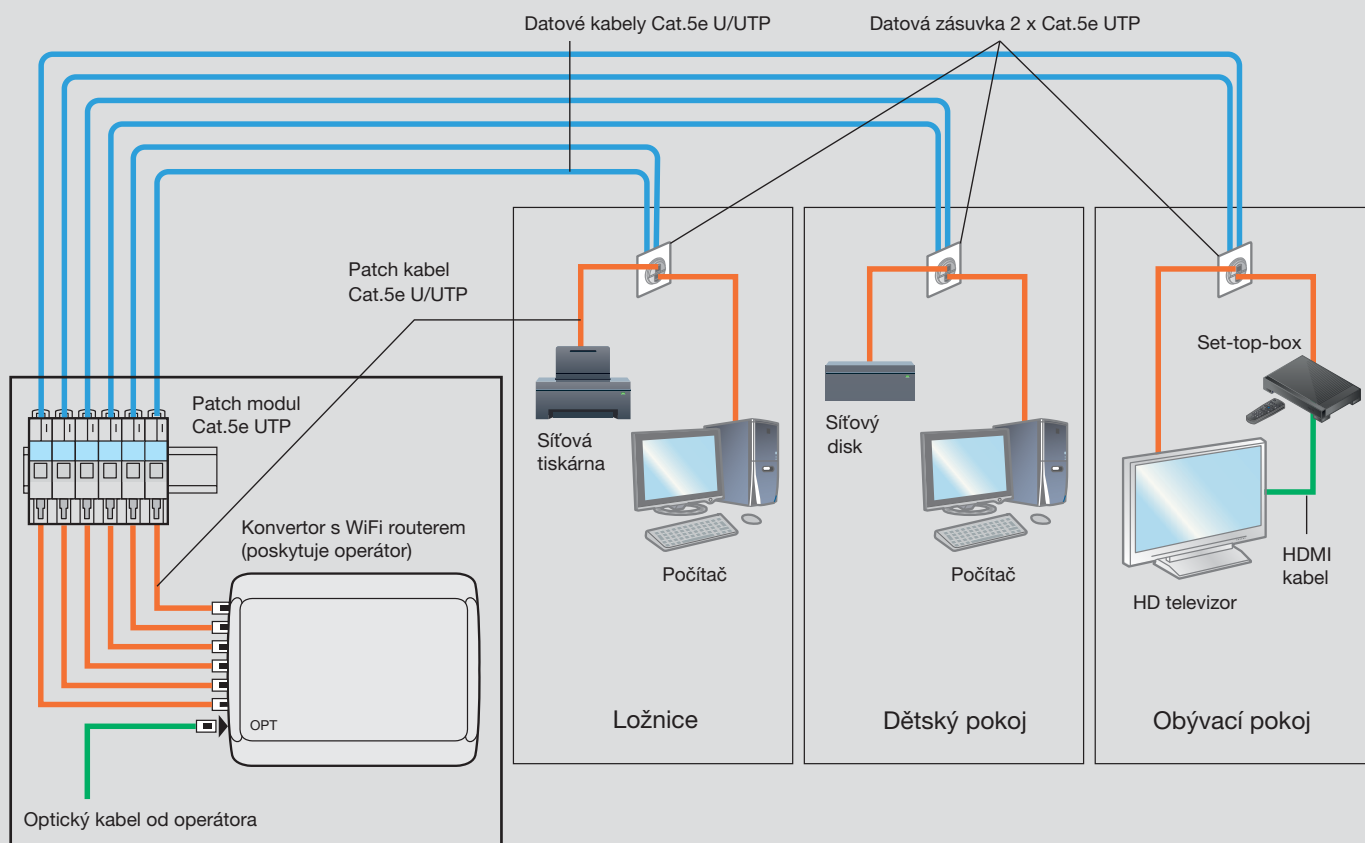 Datové kabely Cat.5e U/UTP
Datová zásuvka 2 x Cat.5e UTP
Patch kabel
Cat.5e U/UTP
Set-top-box
Patch modul
Cat.5e UTP
Síťová
tiskárna
Síťový
disk
Konvertor s WiFi routerem
(poskytuje operátor)
Počítač
Počítač
HDMI
kabel
HD televizor
OPT
Ložnice
Dětský pokoj
Obývací pokoj
Optický kabel od operátora